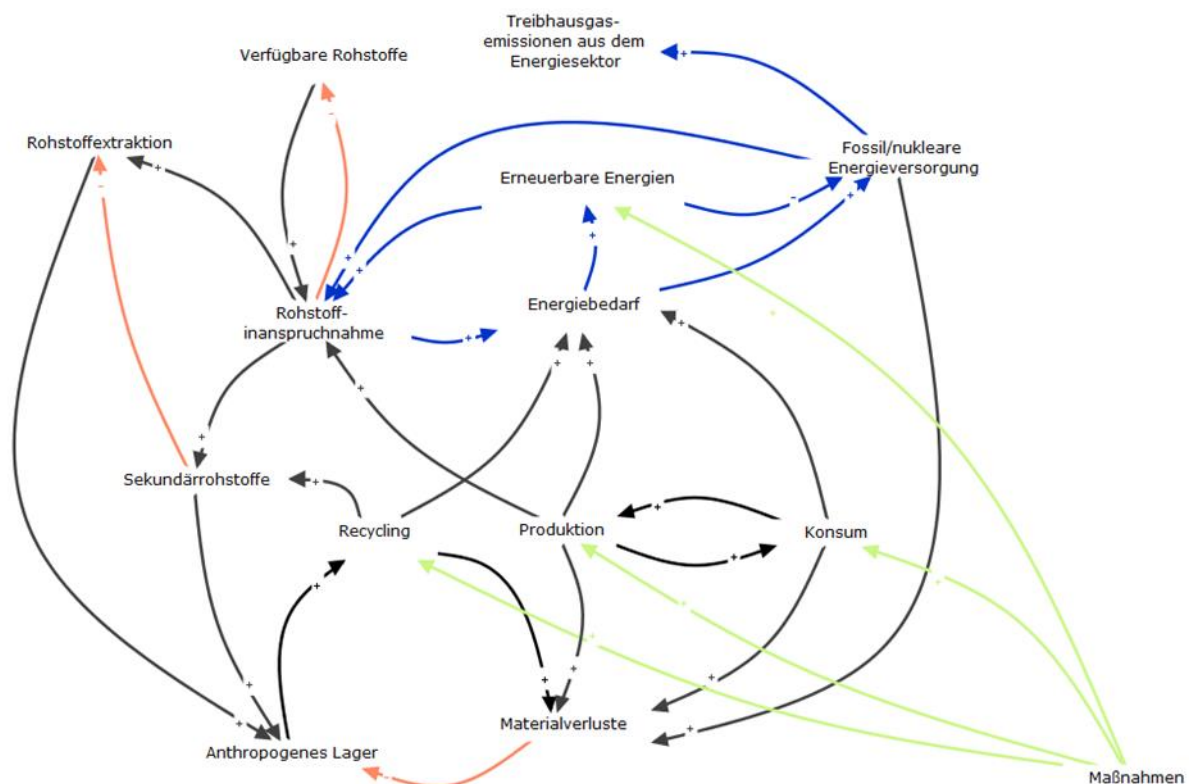 Treibhausgas-
emissionen aus dem
Energiesektor
Verfügbare Rohstoffe
Rohstoffextraktion
Fossil/nukleare
Energieversorgung
Erneuerbare Energien
Energiebedarf
Rohstoff-
inanspruchnahme
Sekundärrohstoffe
Recycling
Produktion
Konsum
Materialverluste
Anthropogenes Lager
Maßnahmen